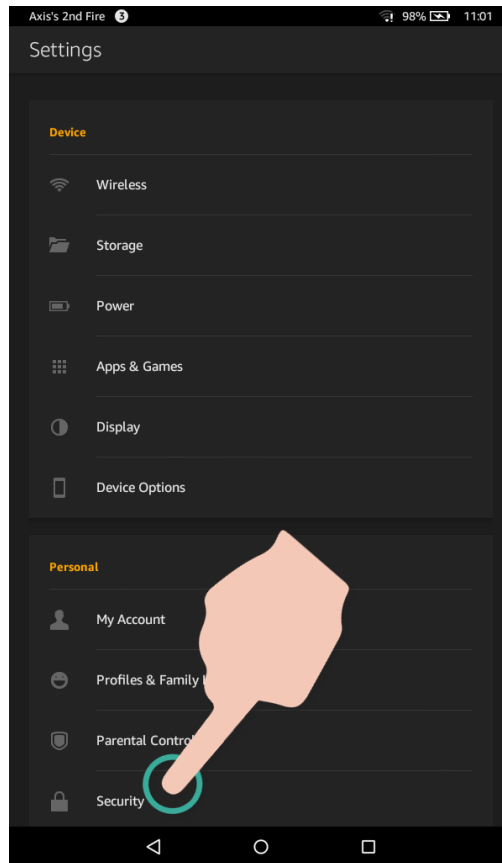 Axis's 2nd Fire 3 98% 11:01
Settings
Device
Wireless
Storage
Power
Apps & Games
Display
Device Options
Personal
My Account
Profiles & Family
Parental Contro
Security